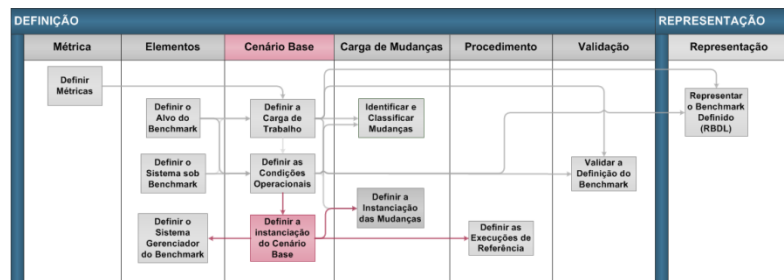 DEFINIÇÃO
REPRESENTAÇÃO
Métrica
Elementos
Cenário Base
Carga de Mudanças
Procedimento
Validação
Representação
Definir
Métricas
Definir o
Alvo do
Benchmark
Definir a
Carga de
Trabalho
Identificar e
Classificar
Mudanças
Representar
o Benchmark
Definido
(RBDL)
Definir o
Sistema sob
Benchmark
Definir as
Condições
Operacionais
Validar a
Definição do
Benchmark
Definir a
Instanciação
das Mudanças
Definir o
Sistema
Gerenciador
do Benchmark
Definir a
instanciação
do Cenário
Base
Definir as
Execuções de
Referência